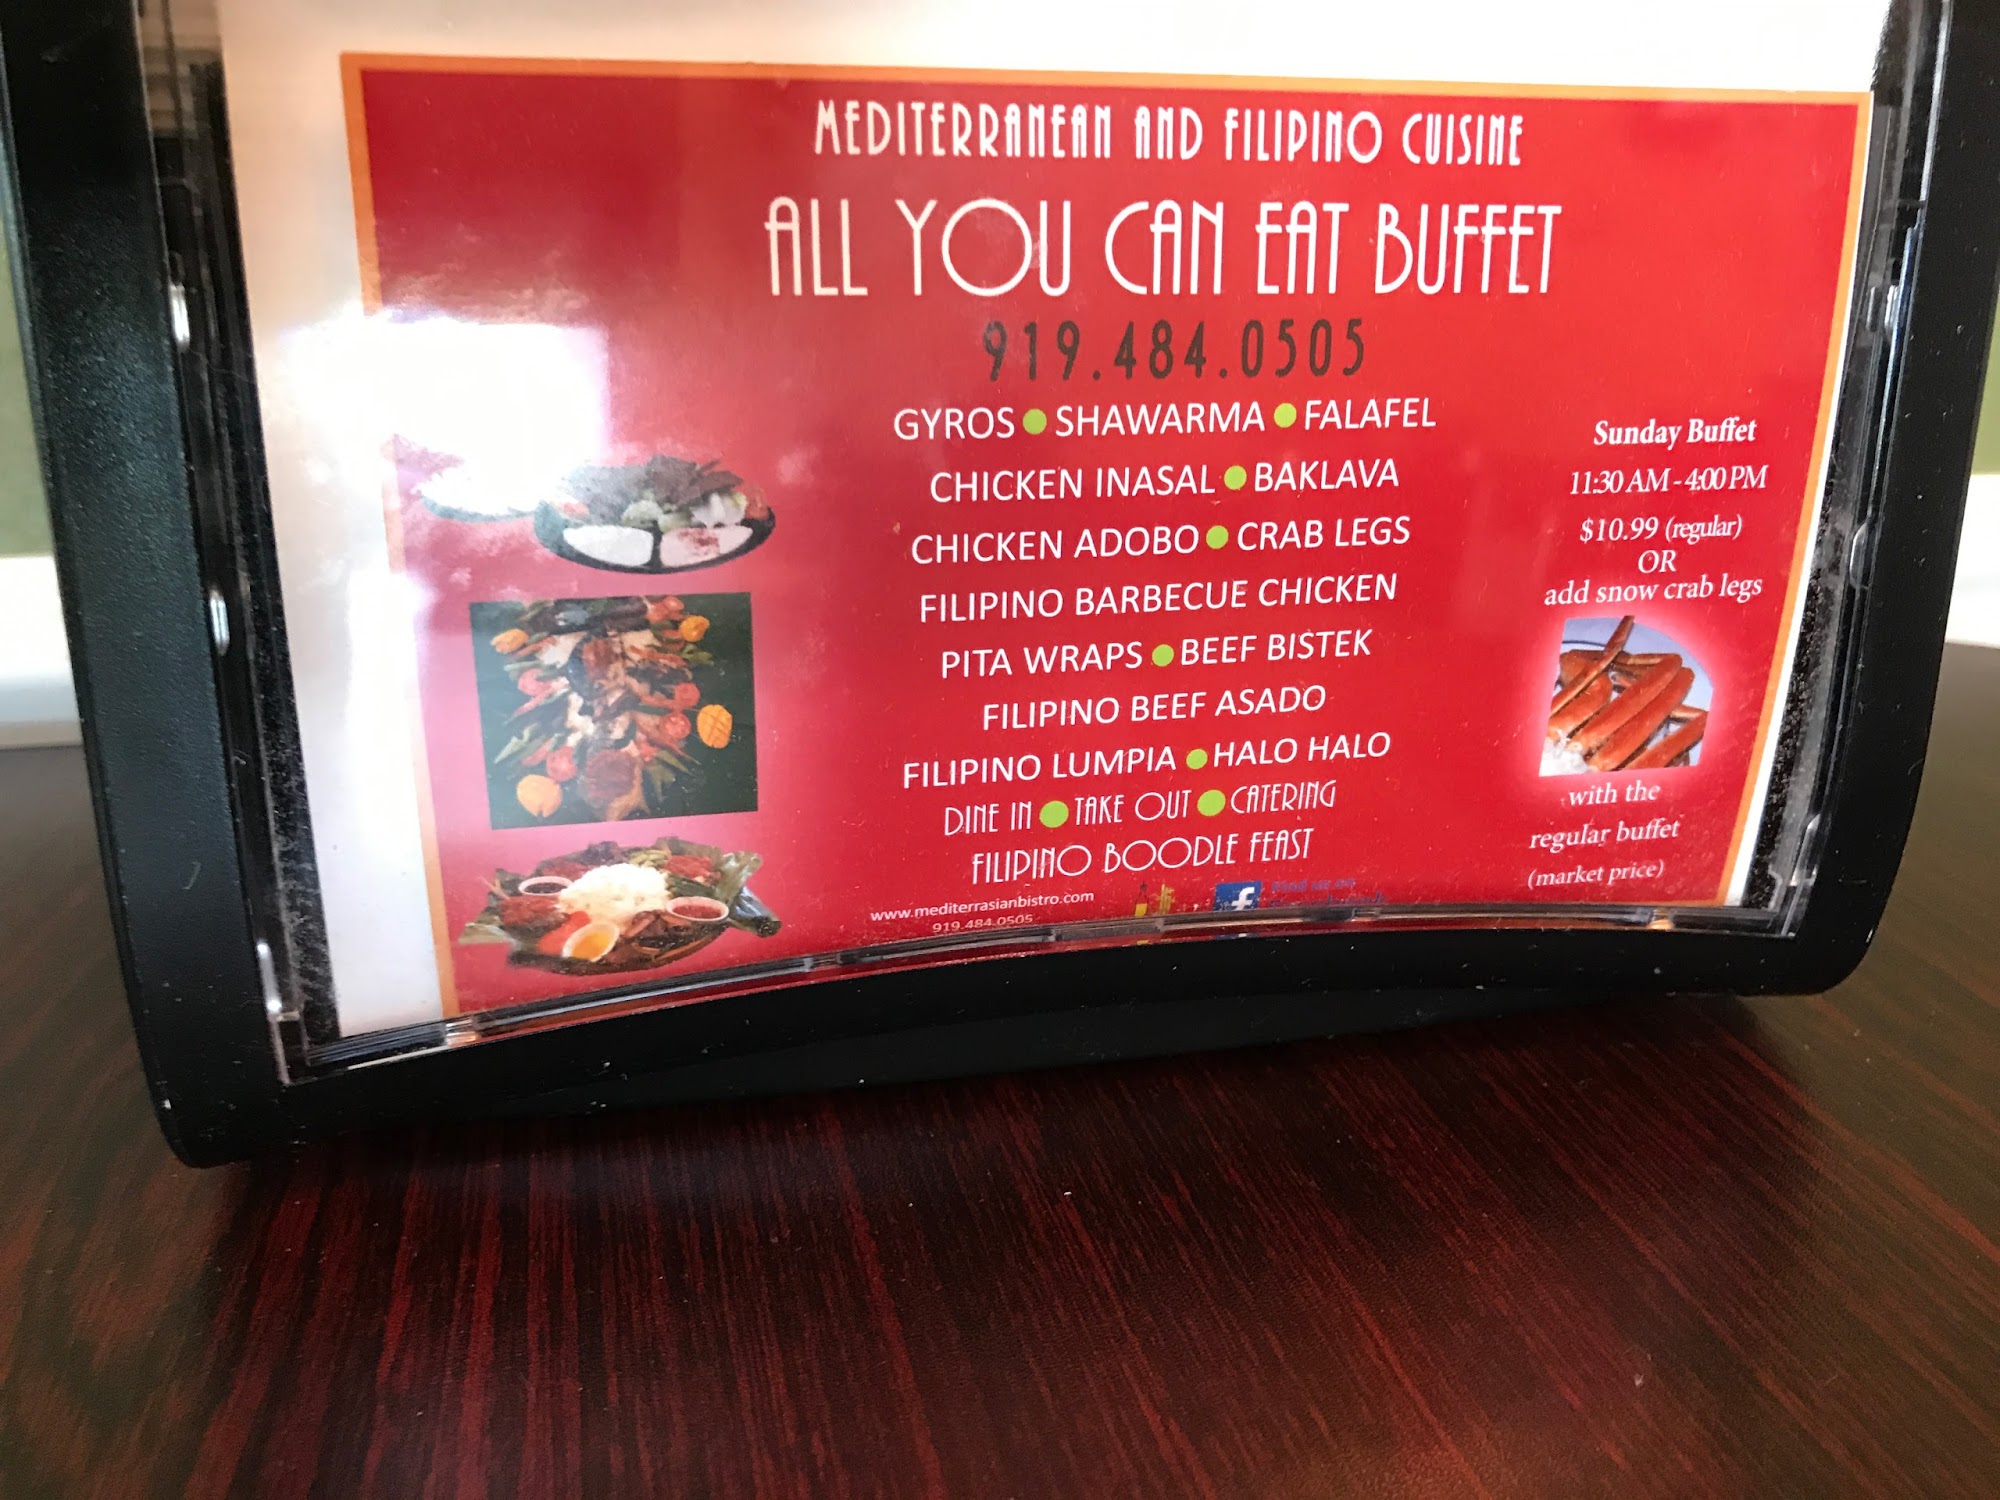 MEDITERRANEAN AND FILIPINO CUISINE
ALL YOU CAN EAT BUFFET
919.484.0505
GYROS ● SHAWARMA ● FALAFEL
CHICKEN INASAL ● BAKLAVA
CHICKEN ADOBO ● CRAB LEGS
FILIPINO BARBECUE CHICKEN
PITA WRAPS ● BEEF BISTEK
FILIPINO BEEF ASADO
FILIPINO LUMPIA ● HALO HALO
DINE IN ● TAKE OUT ● CATERING
FILIPINO BOODLE FEAST
www.mediterrasianbistro.com
919.484.0505
f
Sunday Buffet
11:30 AM - 4:00 PM
$10.99 (regular)
OR
add snow crab legs
with the
regular buffet
(market price)